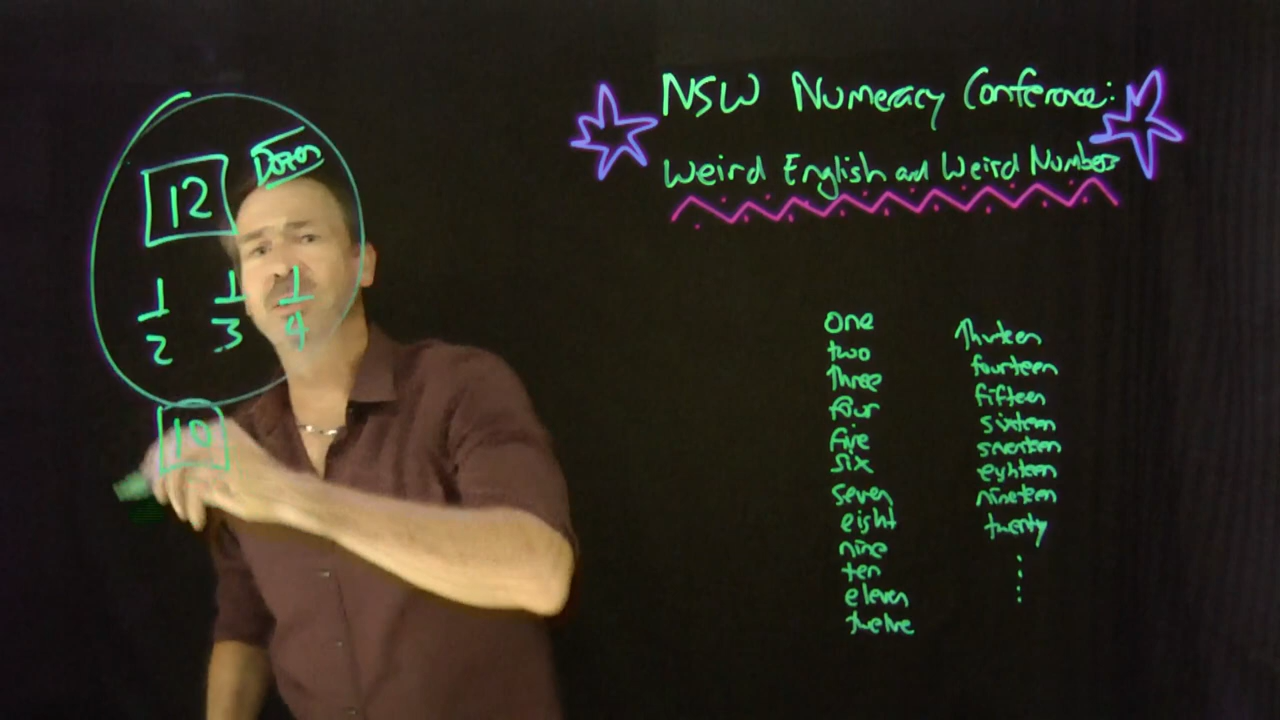 NSW Numeracy Conference:
Weird English and Weird Numbers
Dozen
12
1/2 1/3 1/4
10
one
two
three
four
five
six
seven
eight
nine
ten
eleven
twelve
Thirteen
fourteen
fifteen
sixteen
seventeen
eighteen
nineteen
twenty